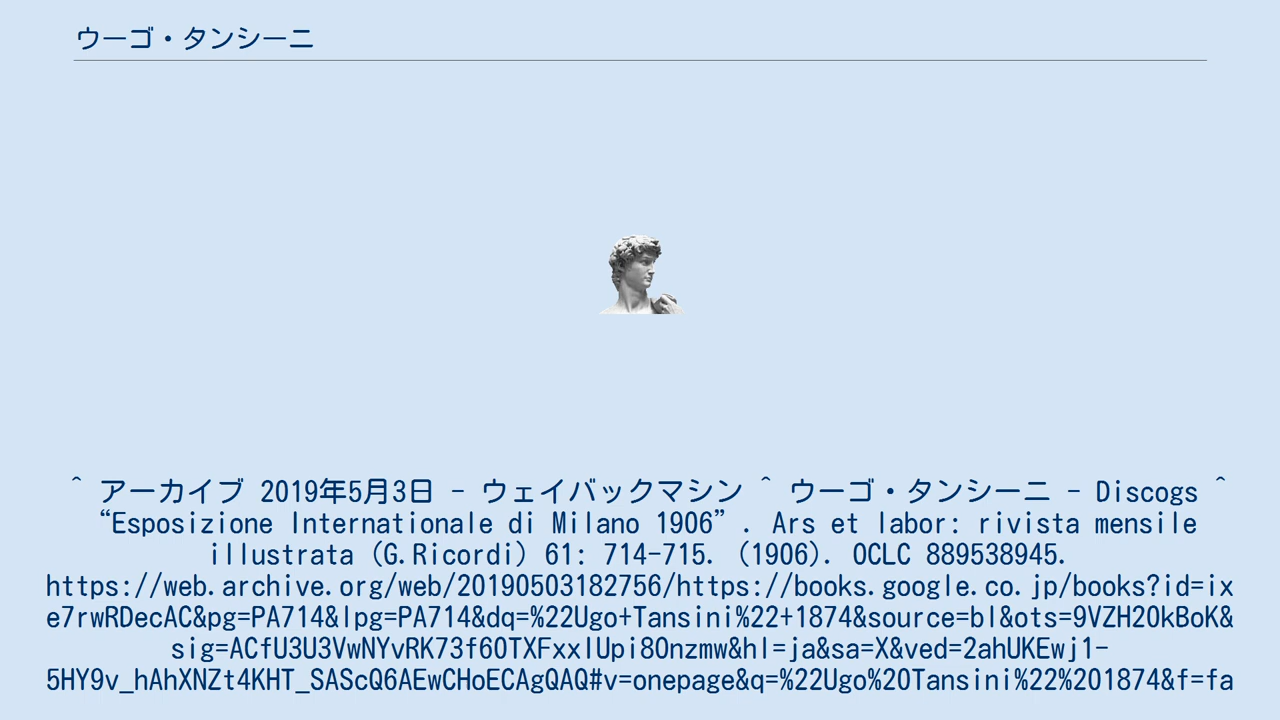 ウーゴ・タンシーニ
^ アーカイブ 2019年5月3日 - ウェイバックマシン ^ ウーゴ・タンシーニ - Discogs ^
“Esposizione Internationale di Milano 1906”. Ars et labor: rivista mensile
illustrata (G.Ricordi) 61: 714-715. (1906). OCLC 889538945.
https://web.archive.org/web/20190503182756/https://books.google.co.jp/books?id=ix
e7rwRDecAC&pg=PA714&lpg=PA714&dq=%22Ugo+Tansini%22+1874&source=bl&ots=9VZH20kBoK&
sig=ACfU3U3VwNYvRK73f60TXFxxlUpi8Onzmw&hl=ja&sa=X&ved=2ahUKEwj1-
5HY9v_hAhXNZt4KHT_SAScQ6AEwCHoECAgQAQ#v=onepage&q=%22Ugo%20Tansini%22%201874&f=fa